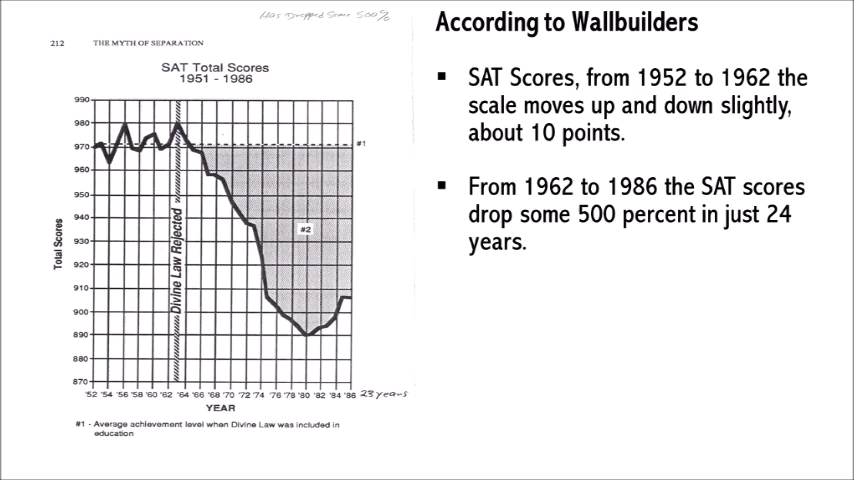 Has Dropped Some 500%
According to Wallbuilders
212 THE MYTH OF SEPARATION
SAT Total Scores
1951 - 1986
990
980
970
960
950
940
930
920
910
900
890
880
870
Total Scores
#1
#2
Divine Law Rejected
'52 '54 '56 '58 '60 '62 '64 '66 '68 '70 '72 '74 '76 '78 '80 '82 '84 '86 23 years
YEAR
#1 - Average achievement level when Divine Law was included in
education
▪ SAT Scores, from 1952 to 1962 the
scale moves up and down slightly,
about 10 points.
▪ From 1962 to 1986 the SAT scores
drop some 500 percent in just 24
years.